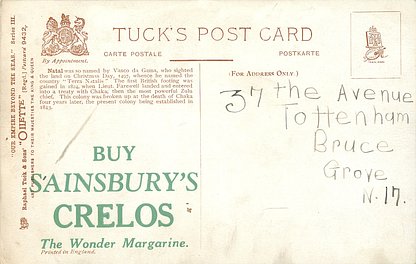 TUCK'S POST CARD
CARTE POSTALE
POSTKARTE
By Appointment.
(FOR ADDRESS ONLY.)
Natal was so named by Vasco da Gama, who sighted
the land on Christmas Day, 1497, whence he named the
country "Terra Natalis." The first British footing was
gained in 1824, when Lieut. Farewell landed and entered
into a treaty with Chaka, then the most powerful Zulu
chief. This colony was broken up at the death of Chaka
four years later, the present colony being established in
1843.
"OUR EMPIRE BEYOND THE SEAS." Series III.
Raphael Tuck & Sons' "OILETTE" [Regd.] Postcard 9432.
BUY
SAINSBURY'S
CRELOS
The Wonder Margarine.
Printed in England.
37 the Avenue
Tottenham
Bruce
Grove
N.17.